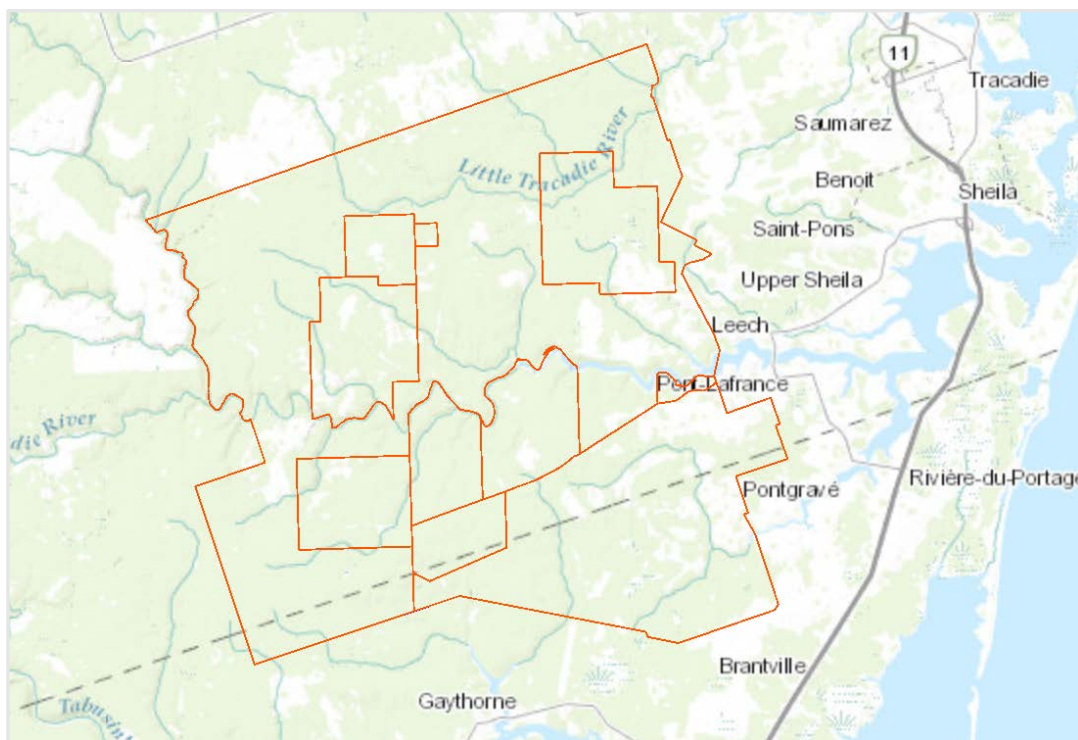 11
Tracadie
Saumarez
Little Tracadie River
Benoit
Sheila
Saint-Pons
Upper Sheila
Leech
Pont-Lafrance
die River
Rivière-du-Portage
Pontgravé
Brantville
Gaythorne
Tabusin